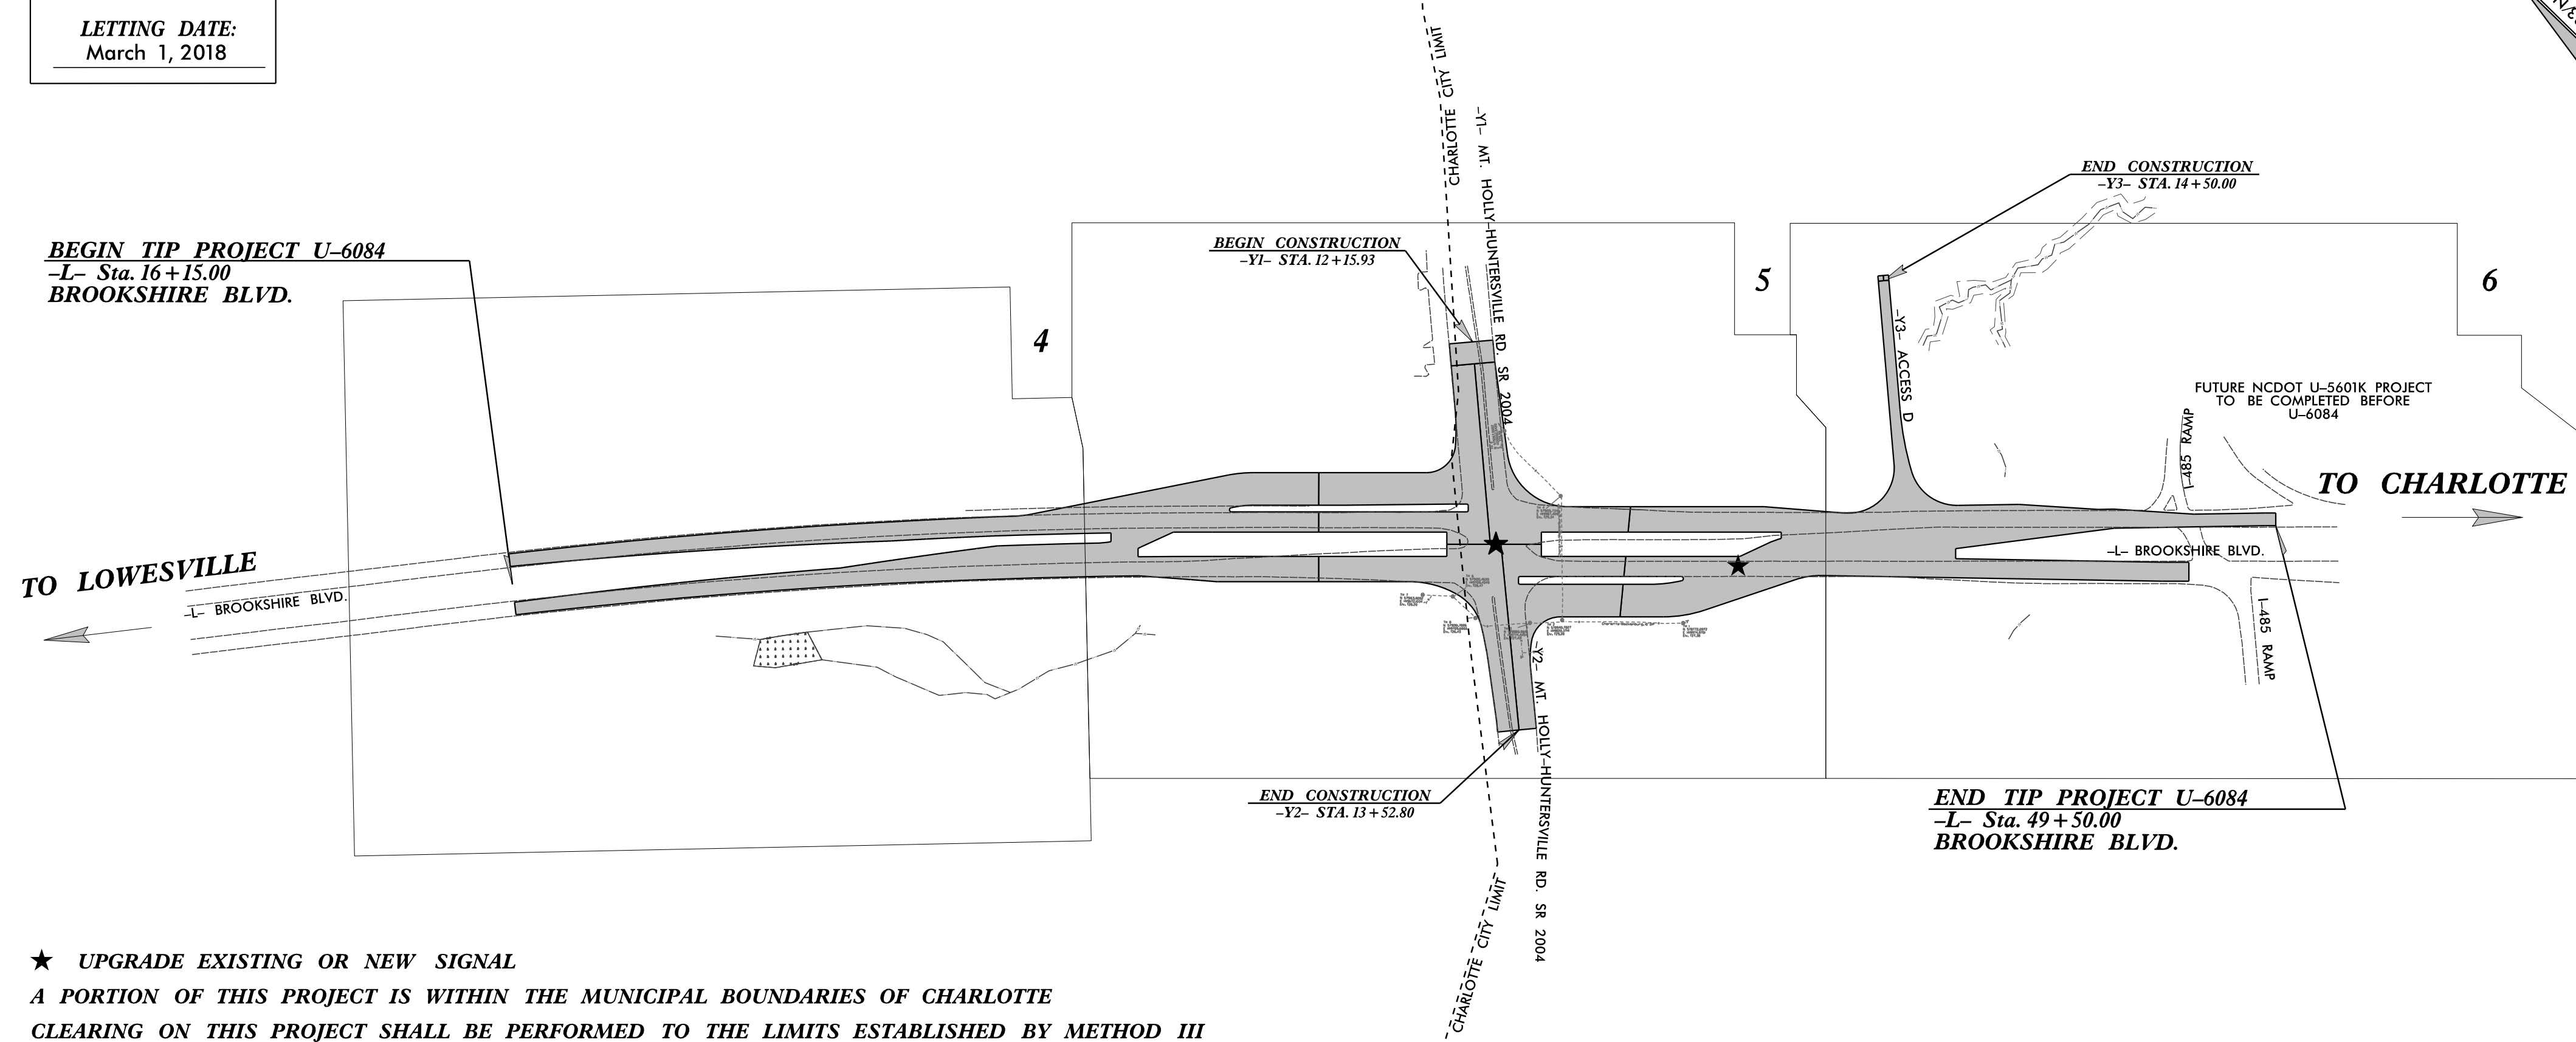 LETTING DATE:
March 1, 2018
CHARLOTTE CITY LIMIT
-Y1- MT. HOLLY-HUNTERSVILLE RD. SR 2004
END CONSTRUCTION
-Y3- STA. 14+50.00
BEGIN TIP PROJECT U-6084
-L- Sta. 16+15.00
BROOKSHIRE BLVD.
BEGIN CONSTRUCTION
-Y1- STA. 12+15.93
4
5
6
-Y3- ACCESS D
FUTURE NCDOT U-5601K PROJECT
TO BE COMPLETED BEFORE
U-6084
I-485 RAMP
TO CHARLOTTE
TO LOWESVILLE
-L- BROOKSHIRE BLVD.
-L- BROOKSHIRE BLVD.
I-485 RAMP
-Y2- MT. HOLLY-HUNTERSVILLE RD. SR 2004
END CONSTRUCTION
-Y2- STA. 13+52.80
END TIP PROJECT U-6084
-L- Sta. 49+50.00
BROOKSHIRE BLVD.
CHARLOTTE CITY LIMIT
★ UPGRADE EXISTING OR NEW SIGNAL
A PORTION OF THIS PROJECT IS WITHIN THE MUNICIPAL BOUNDARIES OF CHARLOTTE
CLEARING ON THIS PROJECT SHALL BE PERFORMED TO THE LIMITS ESTABLISHED BY METHOD III